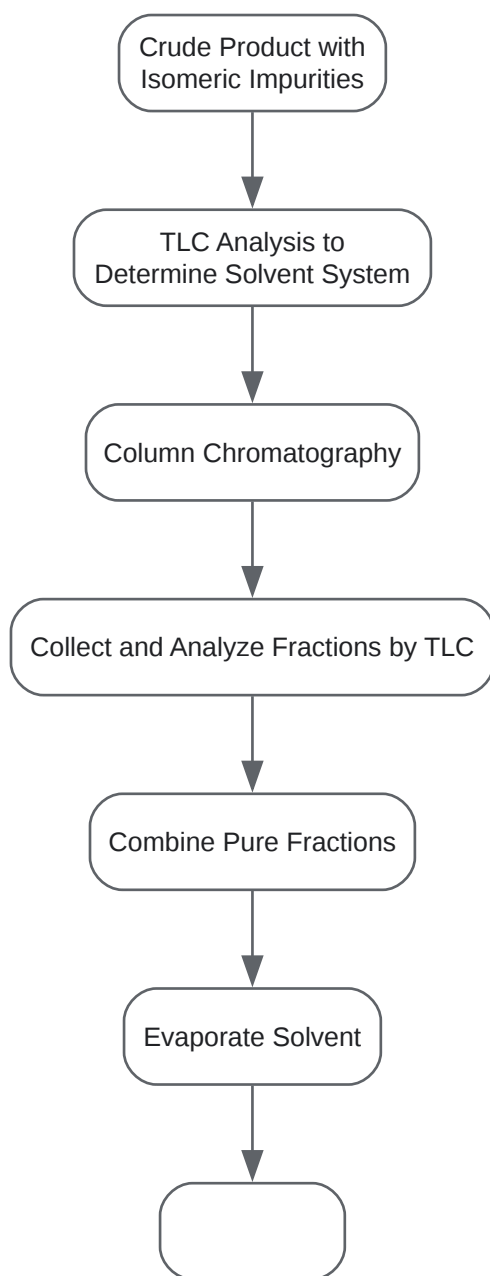 Crude Product with
Isomeric Impurities
TLC Analysis to
Determine Solvent System
Column Chromatography
Collect and Analyze Fractions by TLC
Combine Pure Fractions
Evaporate Solvent